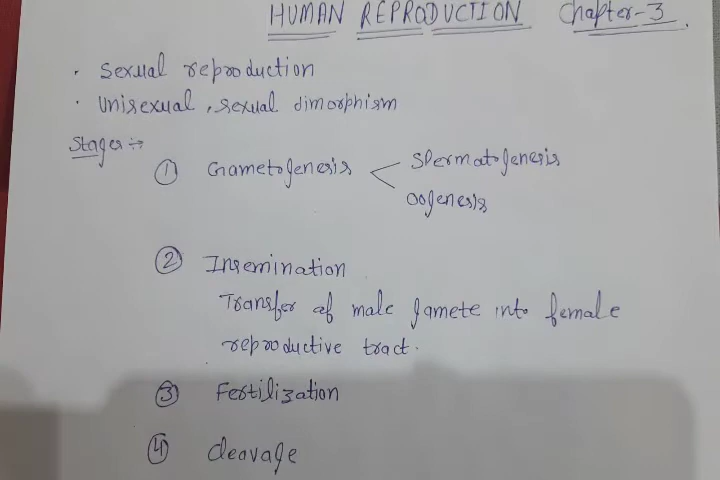 HUMAN REPRODUCTION Chapter-3
• Sexual reproduction
• Unisexual, sexual dimorphism
Stages :→
① Gametogenesis < Spermatogenesis
oogenesis
② Insemination
Transfer of male gamete into female
reproductive tract.
③ Fertilization
④ cleavage